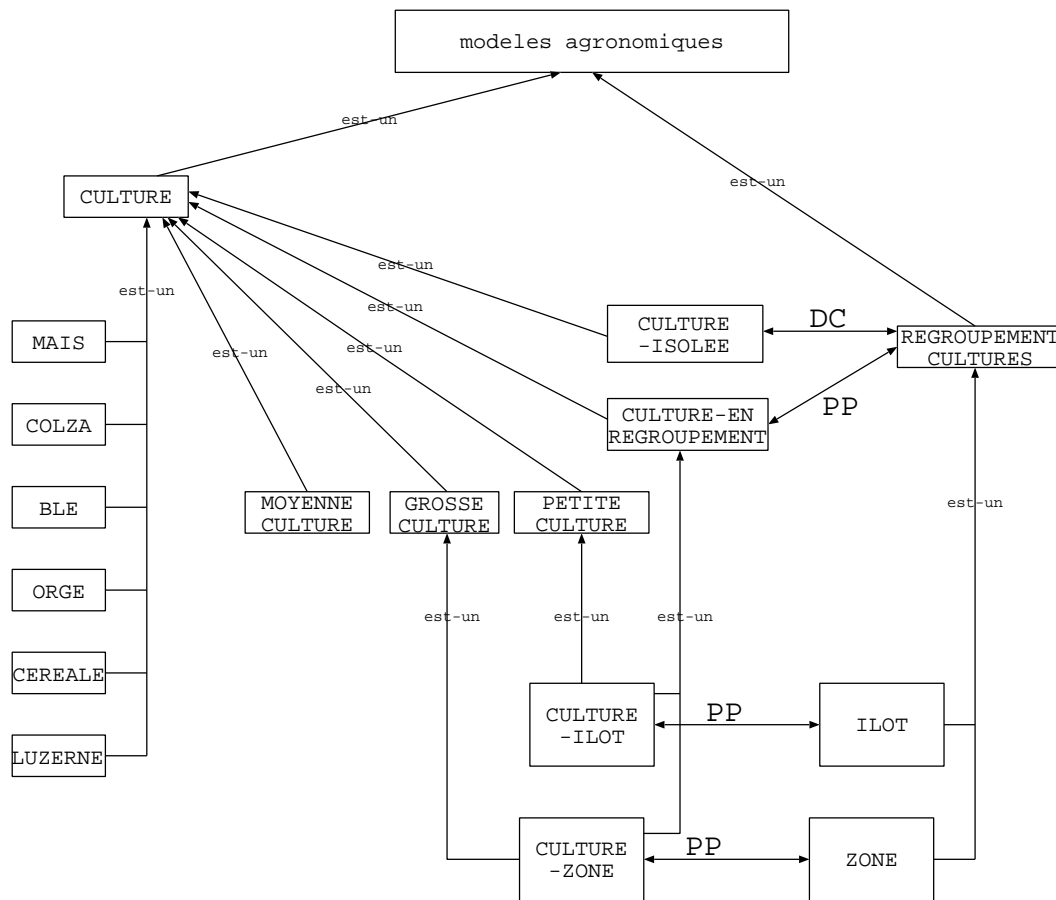 modeles agronomiques
est-un
est-un
CULTURE
est-un
est-un
est-un
CULTURE
-ISOLEE
DC
REGROUPEMENT
CULTURES
MAIS
est-un
est-un
est-un
PP
COLZA
CULTURE-EN
REGROUPEMENT
BLE
MOYENNE
CULTURE
GROSSE
CULTURE
PETITE
CULTURE
est-un
ORGE
est-un
est-un
est-un
CEREALE
CULTURE
-ILOT
PP
ILOT
LUZERNE
CULTURE
-ZONE
PP
ZONE